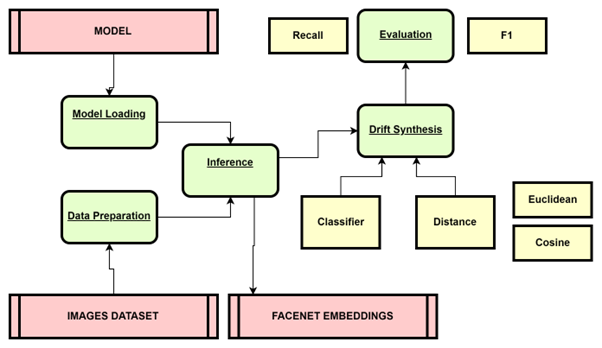 MODEL
Recall
Evaluation
F1
Model Loading
Drift Synthesis
Inference
Data Preparation
Classifier
Distance
Euclidean
Cosine
IMAGES DATASET
FACENET EMBEDDINGS